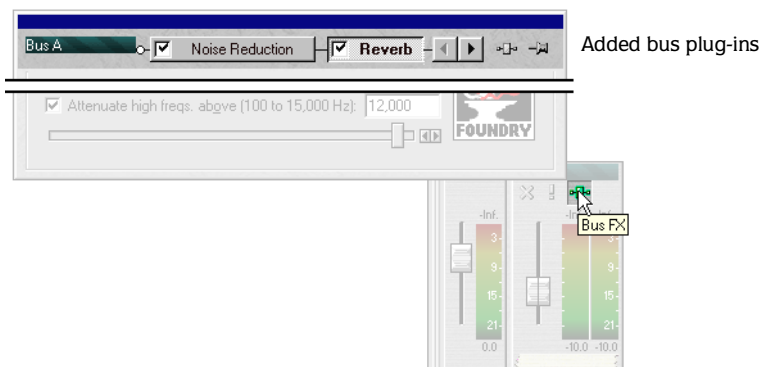 Bus A Noise Reduction Reverb
Added bus plug-ins
Attenuate high freqs. above (100 to 15,000 Hz): 12,000
FOUNDRY
Bus FX
-Inf. -Inf. -Inf.
3 3
9 9
15 15
21 21
0.0 -10.0 -10.0